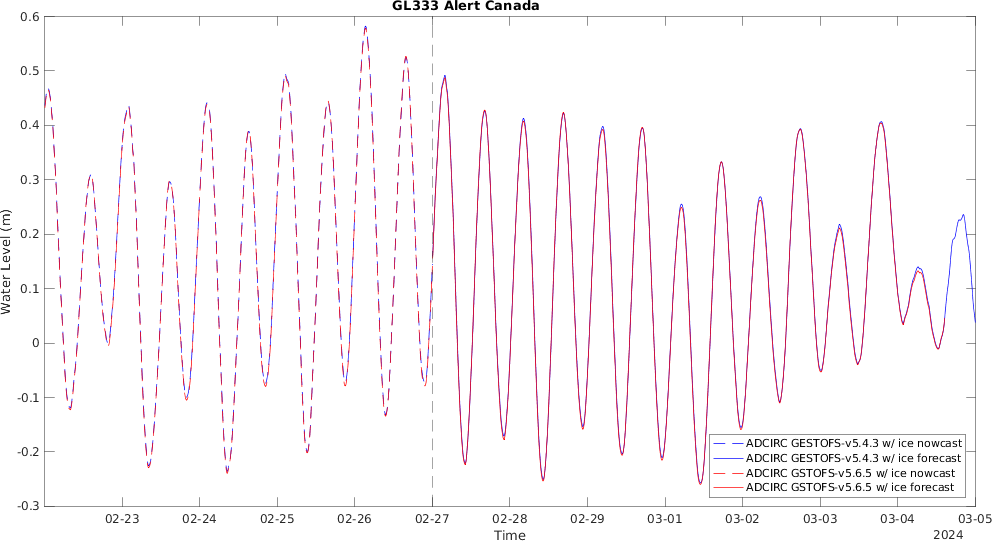 GL333 Alert Canada
0.6
0.5
0.4
0.3
0.2
0.1
0
-0.1
-0.2
-0.3
Water Level (m)
ADCIRC GESTOFS-v5.4.3 w/ ice nowcast
ADCIRC GESTOFS-v5.4.3 w/ ice forecast
ADCIRC GSTOFS-v5.6.5 w/ ice nowcast
ADCIRC GSTOFS-v5.6.5 w/ ice forecast
02-23 02-24 02-25 02-26 02-27 02-28 02-29 03-01 03-02 03-03 03-04 03-05
Time
2024